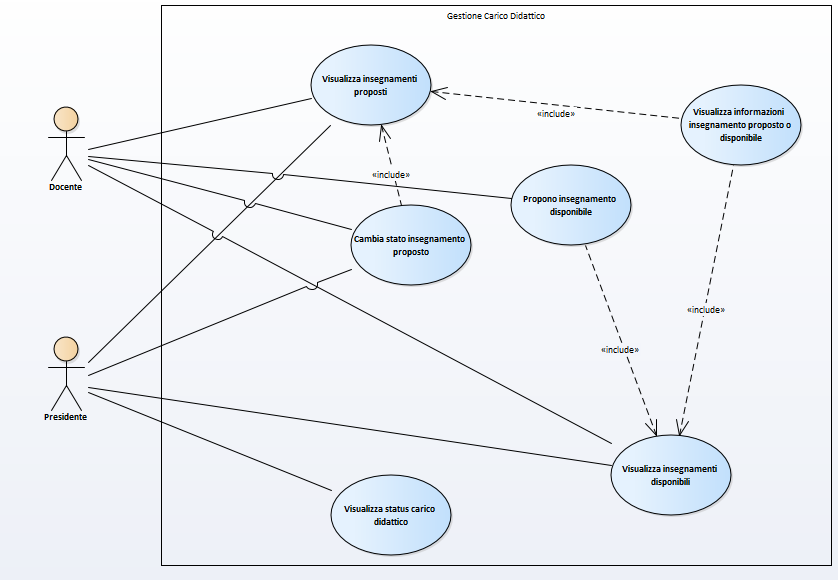 Gestione Carico Didattico
Visualizza insegnamenti
proposti
«include»
Visualizza informazioni
insegnamento proposto o
disponibile
Docente
«include»
Propono insegnamento
disponibile
Cambia stato insegnamento
proposto
«include»
«include»
Presidente
Visualizza insegnamenti
disponibili
Visualizza status carico
didattico